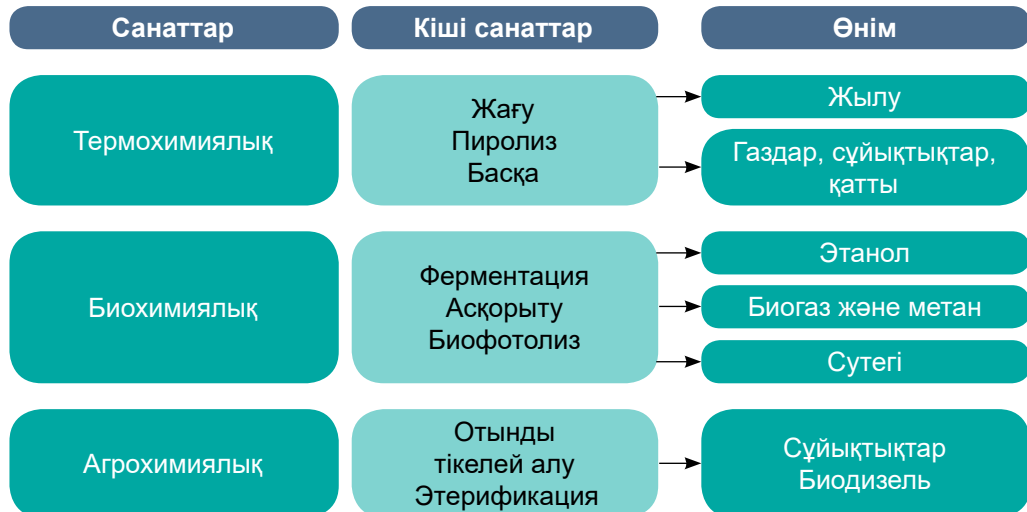 Санаттар
Кіші санаттар
Өнім
Термохимиялық
Жағу
Пиролиз
Басқа
Жылу
Газдар, сұйықтықтар,
қатты
Биохимиялық
Ферментация
Асқорыту
Биофотолиз
Этанол
Биогаз және метан
Сутегі
Агрохимиялық
Отынды
тікелей алу
Этерификация
Сұйықтықтар
Биодизель